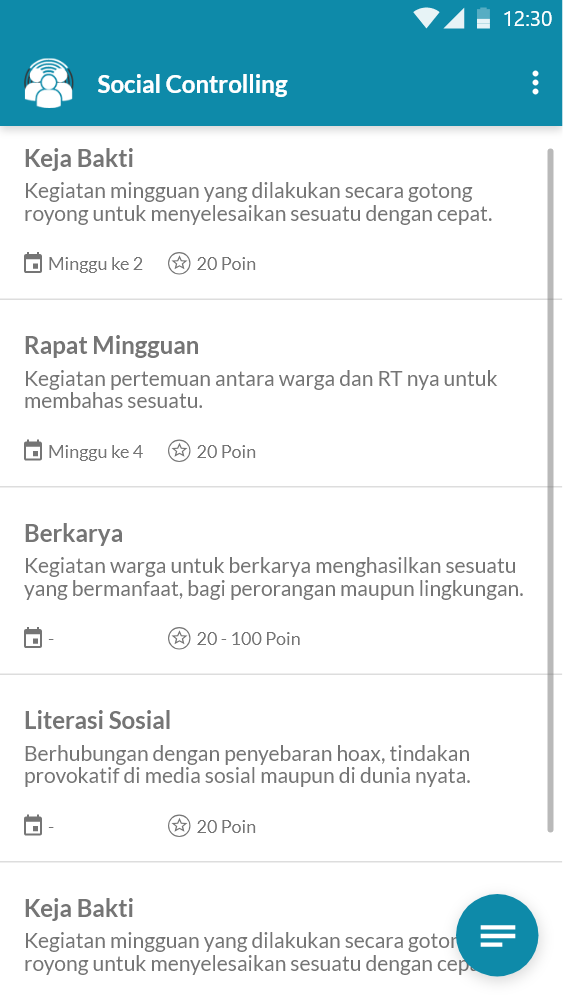 12:30
Social Controlling
Keja Bakti
Kegiatan mingguan yang dilakukan secara gotong
royong untuk menyelesaikan sesuatu dengan cepat.
Minggu ke 2 20 Poin
Rapat Mingguan
Kegiatan pertemuan antara warga dan RT nya untuk
membahas sesuatu.
Minggu ke 4 20 Poin
Berkarya
Kegiatan warga untuk berkarya menghasilkan sesuatu
yang bermanfaat, bagi perorangan maupun lingkungan.
- 20 - 100 Poin
Literasi Sosial
Berhubungan dengan penyebaran hoax, tindakan
provokatif di media sosial maupun di dunia nyata.
- 20 Poin
Keja Bakti
Kegiatan mingguan yang dilakukan secara
royong untuk menyelesaikan sesuatu dengan